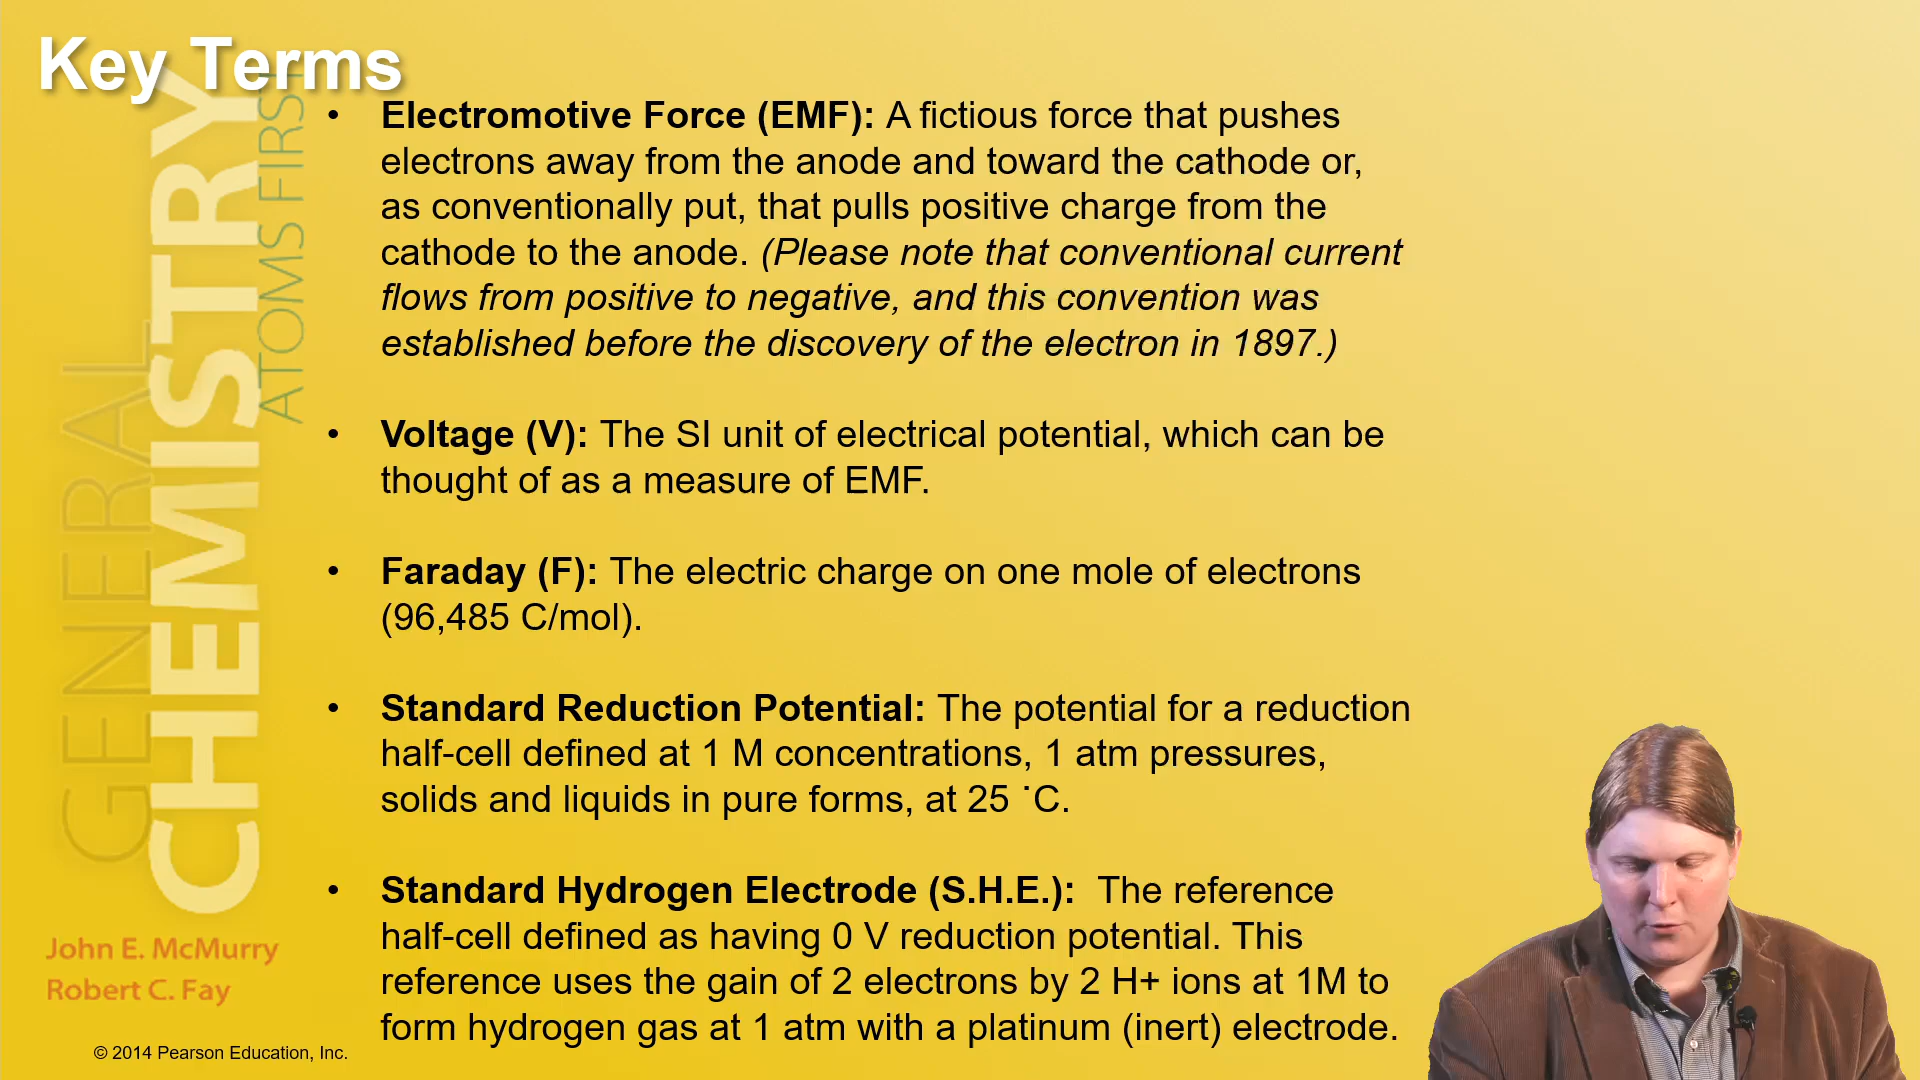 Key Terms
GENERAL
CHEMISTRY
ATOMS FIRST
• Electromotive Force (EMF): A fictious force that pushes
electrons away from the anode and toward the cathode or,
as conventionally put, that pulls positive charge from the
cathode to the anode. (Please note that conventional current
flows from positive to negative, and this convention was
established before the discovery of the electron in 1897.)
• Voltage (V): The SI unit of electrical potential, which can be
thought of as a measure of EMF.
• Faraday (F): The electric charge on one mole of electrons
(96,485 C/mol).
• Standard Reduction Potential: The potential for a reduction
half-cell defined at 1 M concentrations, 1 atm pressures,
solids and liquids in pure forms, at 25 ˙C.
• Standard Hydrogen Electrode (S.H.E.): The reference
half-cell defined as having 0 V reduction potential. This
reference uses the gain of 2 electrons by 2 H+ ions at 1M to
form hydrogen gas at 1 atm with a platinum (inert) electrode.
John E. McMurry
Robert C. Fay
© 2014 Pearson Education, Inc.